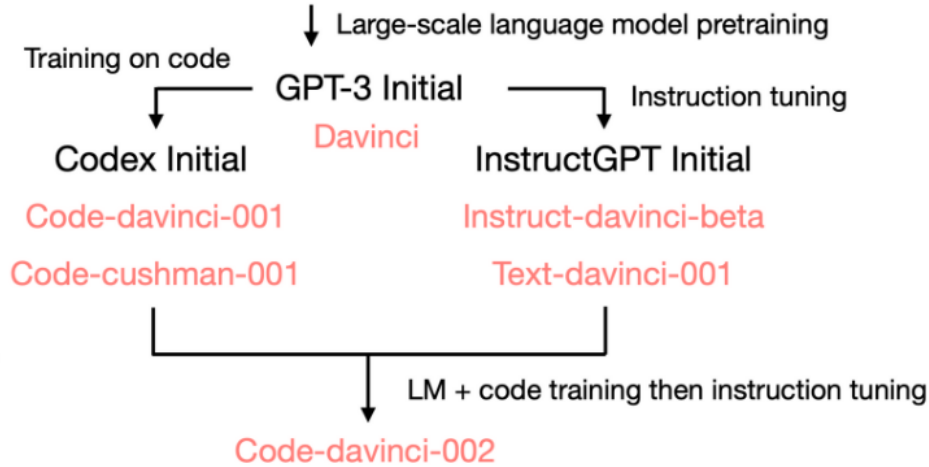 Large-scale language model pretraining
Training on code
GPT-3 Initial
Instruction tuning
Davinci
Codex Initial
InstructGPT Initial
Code-davinci-001
Instruct-davinci-beta
Code-cushman-001
Text-davinci-001
LM + code training then instruction tuning
Code-davinci-002